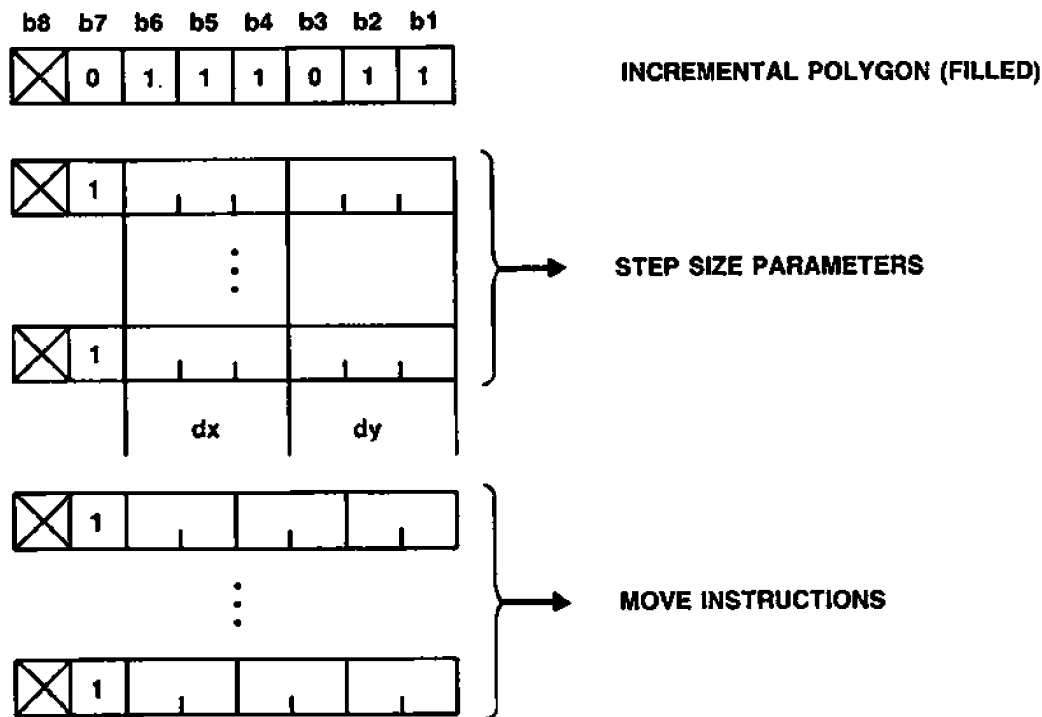 b8 b7 b6 b5 b4 b3 b2 b1
0 1 1 1 0 1 1 INCREMENTAL POLYGON (FILLED)
1
STEP SIZE PARAMETERS
1
dx dy
1
MOVE INSTRUCTIONS
1